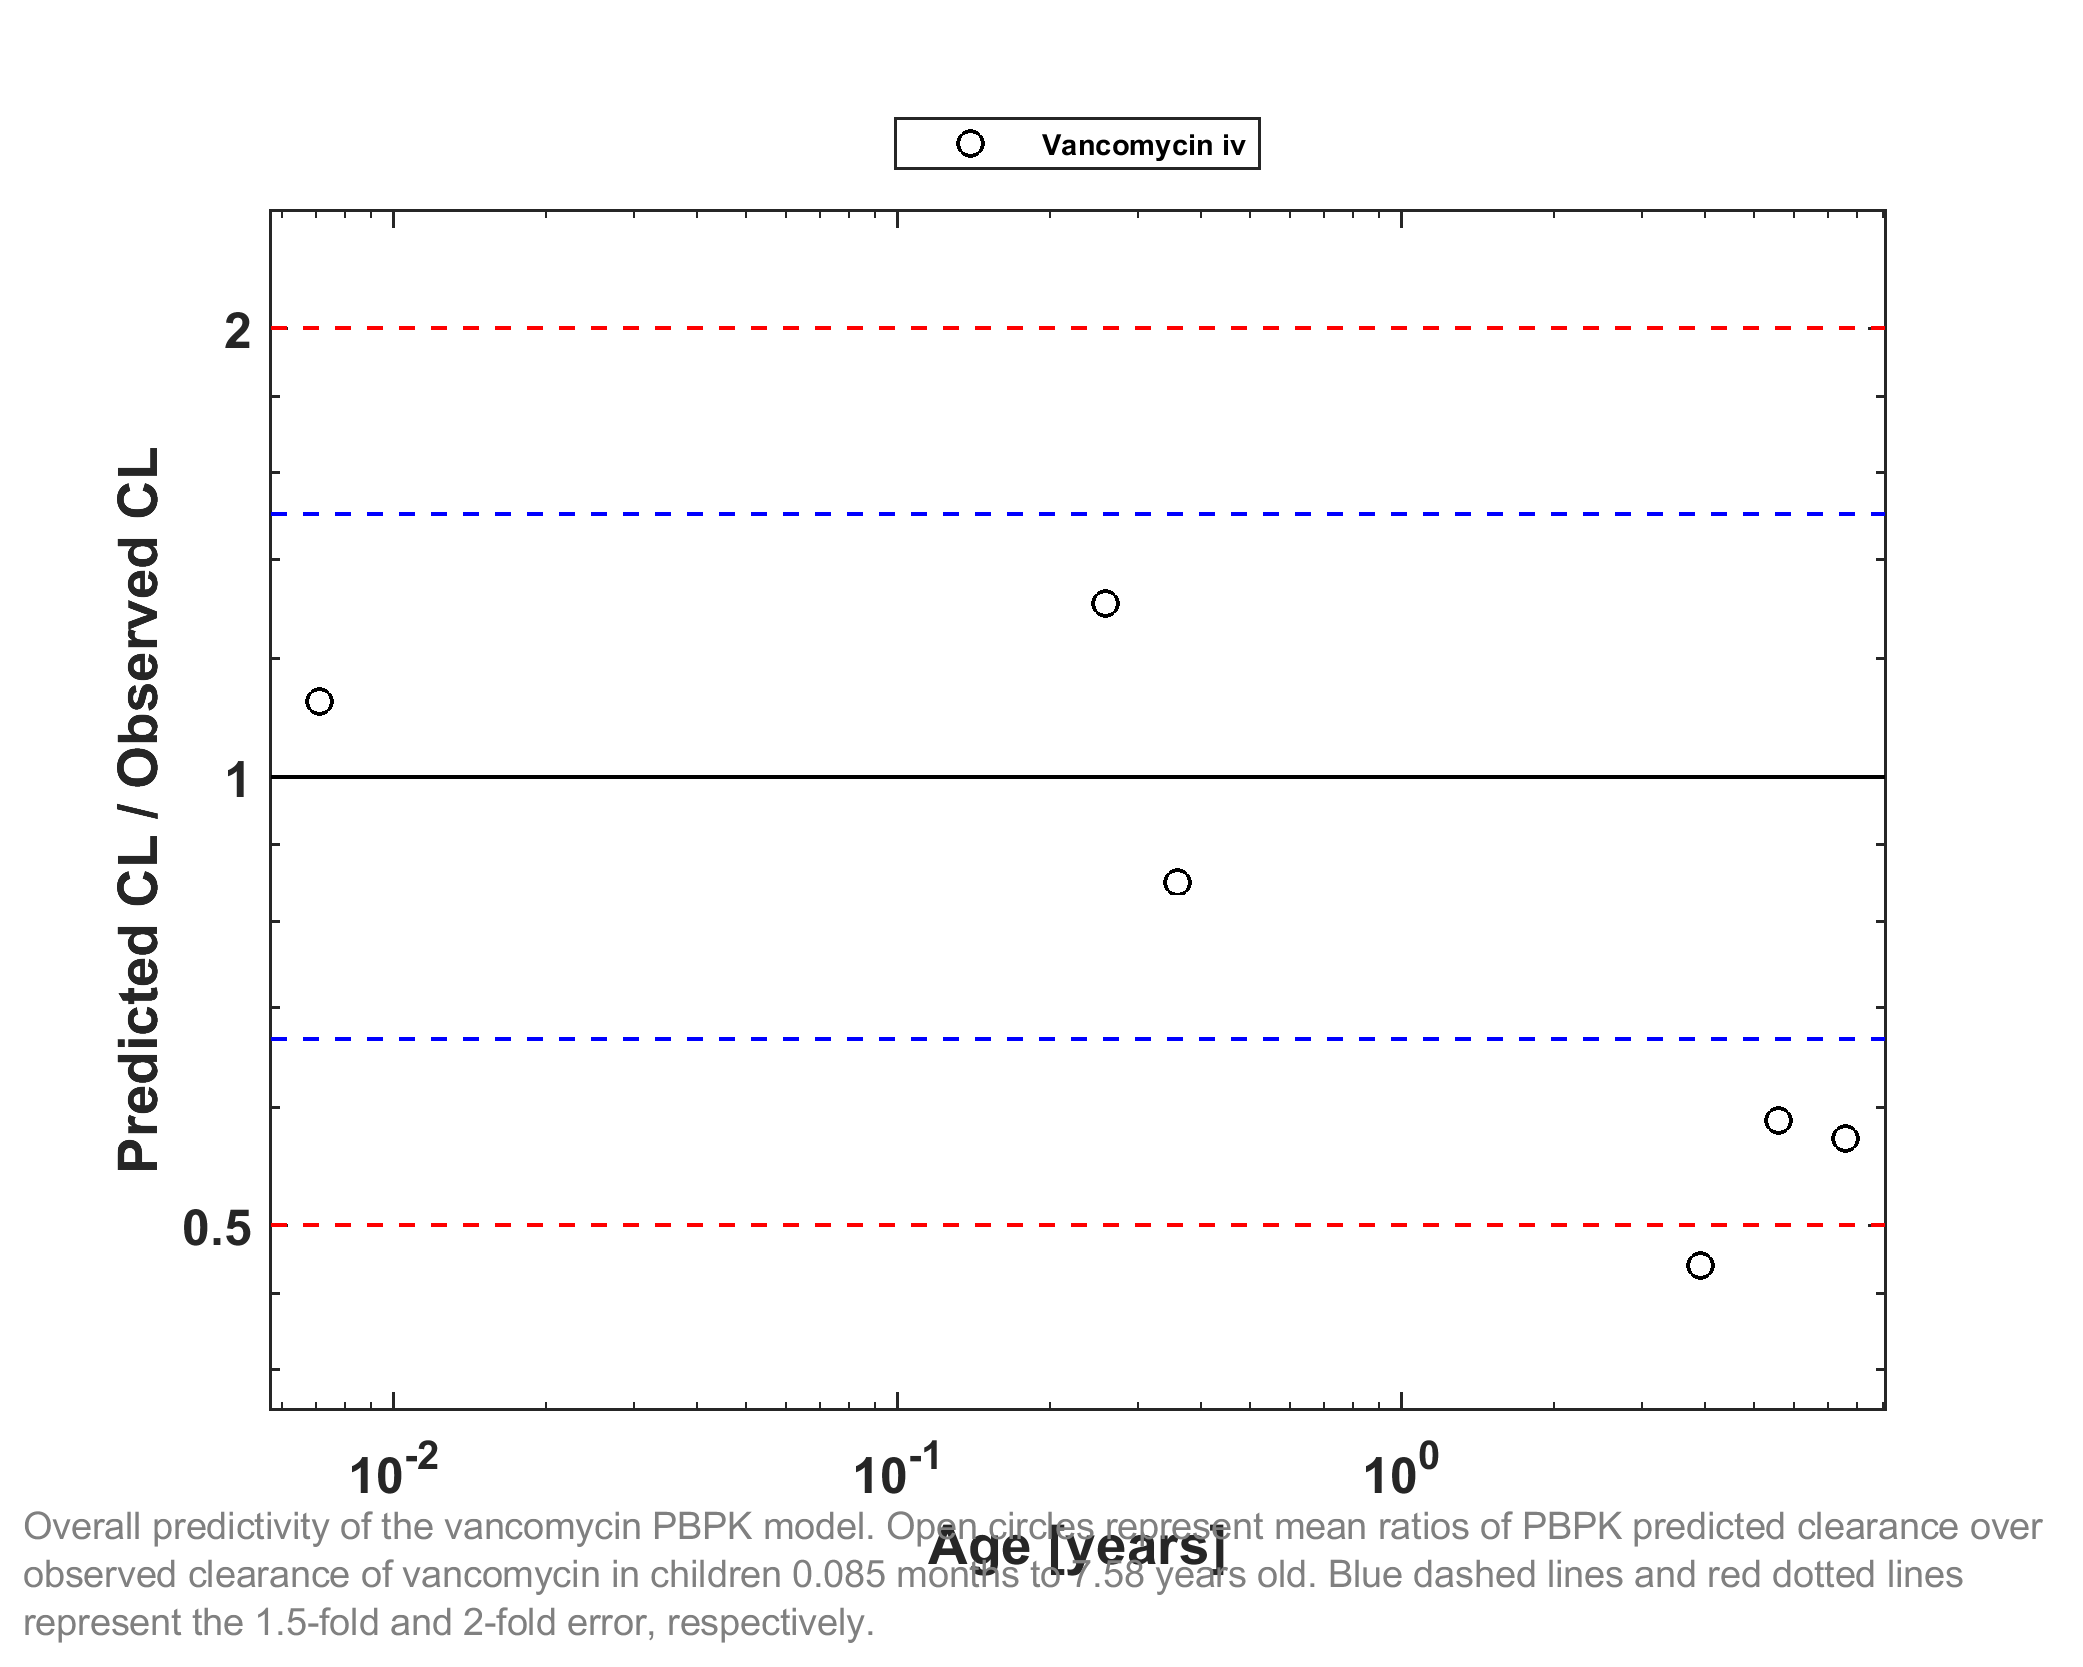 Vancomycin iv
2
1
0.5
Predicted CL / Observed CL
10-2
10-1
100
Age [years]
Overall predictivity of the vancomycin PBPK model. Open circles represent mean ratios of PBPK predicted clearance over
observed clearance of vancomycin in children 0.085 months to 7.58 years old. Blue dashed lines and red dotted lines
represent the 1.5-fold and 2-fold error, respectively.